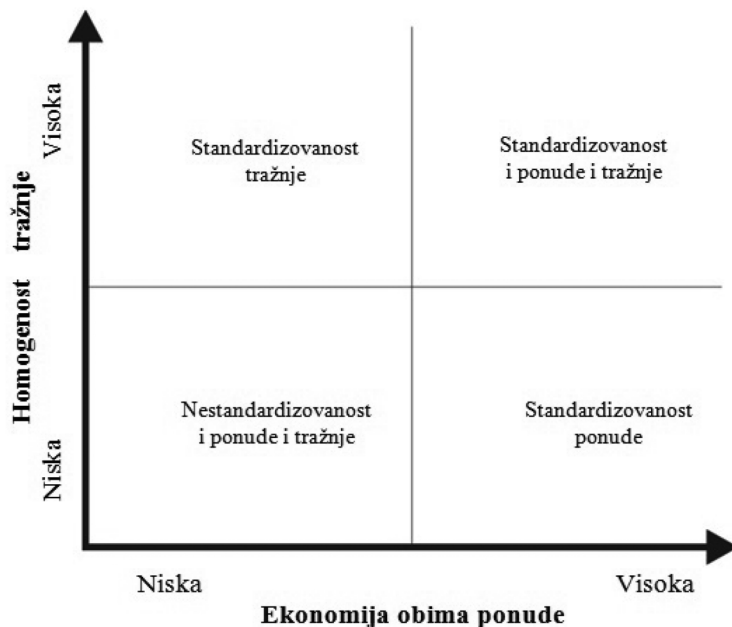 Visoka
Standardizovanost
tražnje
Standardizovanost
i ponude i tražnje
Homogenost tražnje
Nestandardizovanost
i ponude i tražnje
Standardizovanost
ponude
Niska
Niska
Visoka
Ekonomija obima ponude